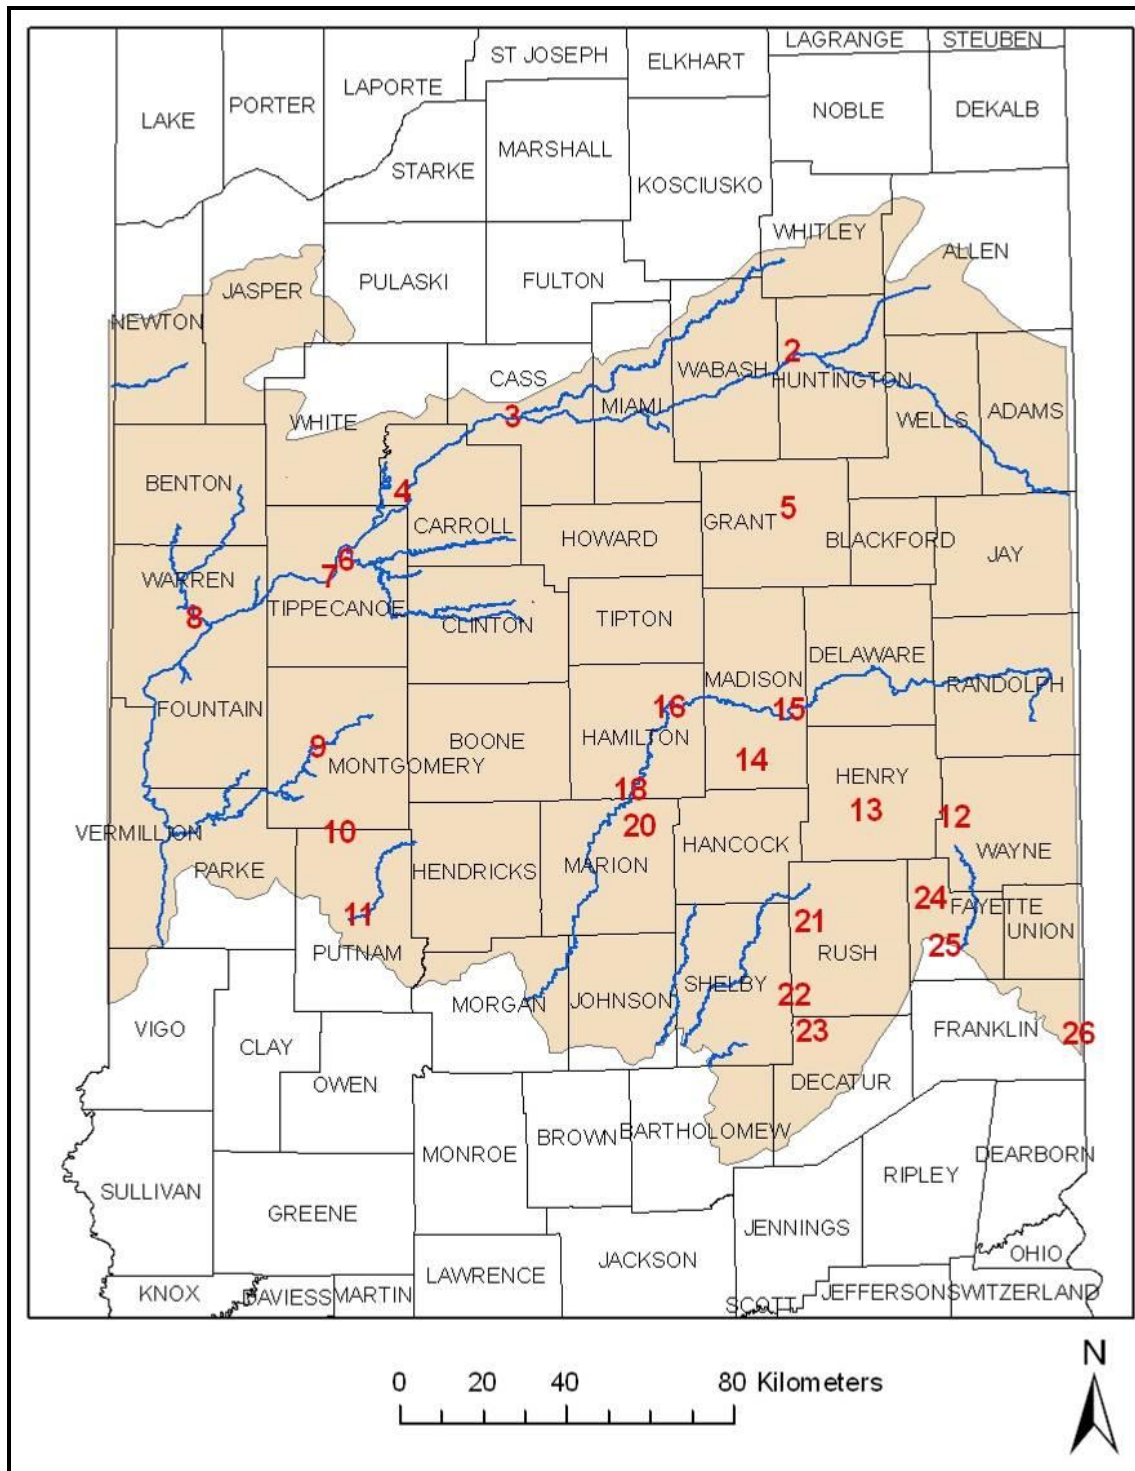 LAGRANGE STEUBEN
ST JOSEPH ELKHART
LAPORTE
LAKE PORTER NOBLE DEKALB
MARSHALL
STARKE KOSCIUSKO
WHITLEY
ALLEN
JASPER PULASKI FULTON
NEWTON
2
CASS WABASH HUNTINGTON
3 MIAMI
WHITE WELLS ADAMS
BENTON 4
5
CARROLL GRANT
HOWARD BLACKFORD
JAY
6
7
WARREN
TIPPECANOE
8 CLINTON TIPTON
DELAWARE
MADISON RANDOLPH
FOUNTAIN 16 15
9 BOONE HAMILTON
MONTGOMERY 14
HENRY
18
13 12
VERMILLION 10 20
HANCOCK WAYNE
PARKE HENDRICKS MARION
24
11 FAYETTE
21 UNION
PUTNAM RUSH 25
SHELBY
MORGAN JOHNSON 22
VIGO 23 FRANKLIN 26
CLAY
OWEN DECATUR
BROWN BARTHOLOMEW
MONROE DEARBORN
RIPLEY
SULLIVAN
GREENE
JENNINGS
JACKSON OHIO
LAWRENCE
KNOX DAVIESS MARTIN SCOTT JEFFERSON SWITZERLAND
N
0 20 40 80 Kilometers